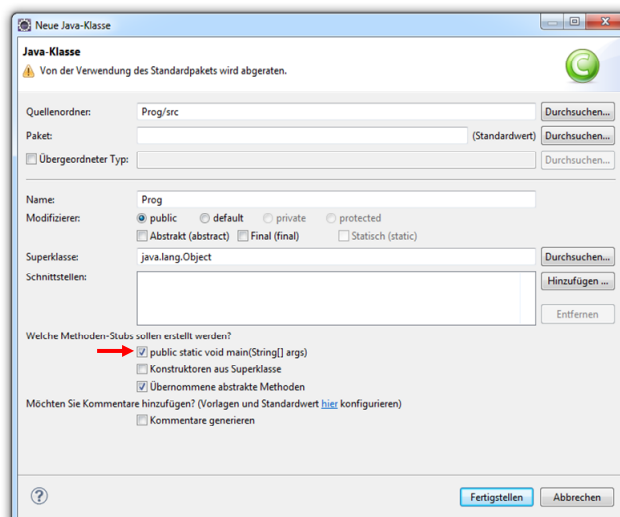 Neue Java-Klasse
Java-Klasse
Von der Verwendung des Standardpakets wird abgeraten.
Quellenordner: Prog/src Durchsuchen...
Paket: (Standardwert) Durchsuchen...
Übergeordneter Typ: Durchsuchen...
Name: Prog
Modifizierer: public default private protected
Abstrakt (abstract) Final (final) Statisch (static)
Superklasse: java.lang.Object Durchsuchen...
Schnittstellen: Hinzufügen ...
Entfernen
Welche Methoden-Stubs sollen erstellt werden?
public static void main(String[] args)
Konstruktoren aus Superklasse
Übernommene abstrakte Methoden
Möchten Sie Kommentare hinzufügen? (Vorlagen und Standardwert hier konfigurieren)
Kommentare generieren
Fertigstellen Abbrechen